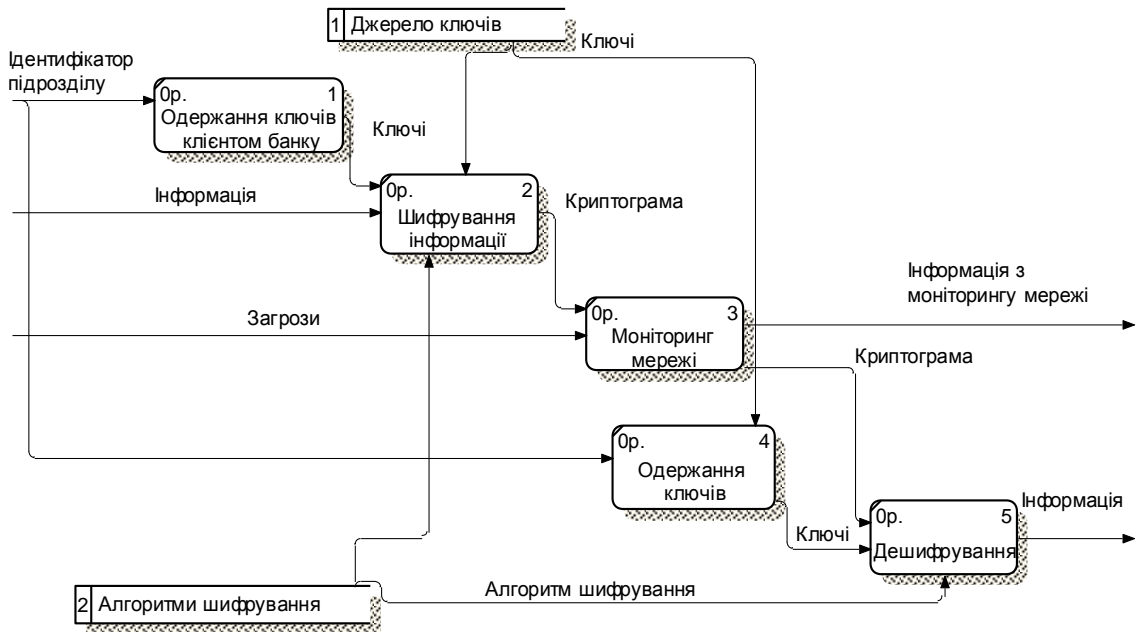 1 Джерело ключів
Ключі
Ідентифікатор
підрозділу
0р. 1
Одержання ключів
клієнтом банку
Ключі
Інформація
0р. 2
Шифрування
інформації
Криптограма
Інформація з
моніторингу мережі
Загрози
0р. 3
Моніторинг
мережі
Криптограма
0р. 4
Одержання
ключів
Інформація
0р. 5
Дешифрування
Ключі
Алгоритм шифрування
2 Алгоритми шифрування